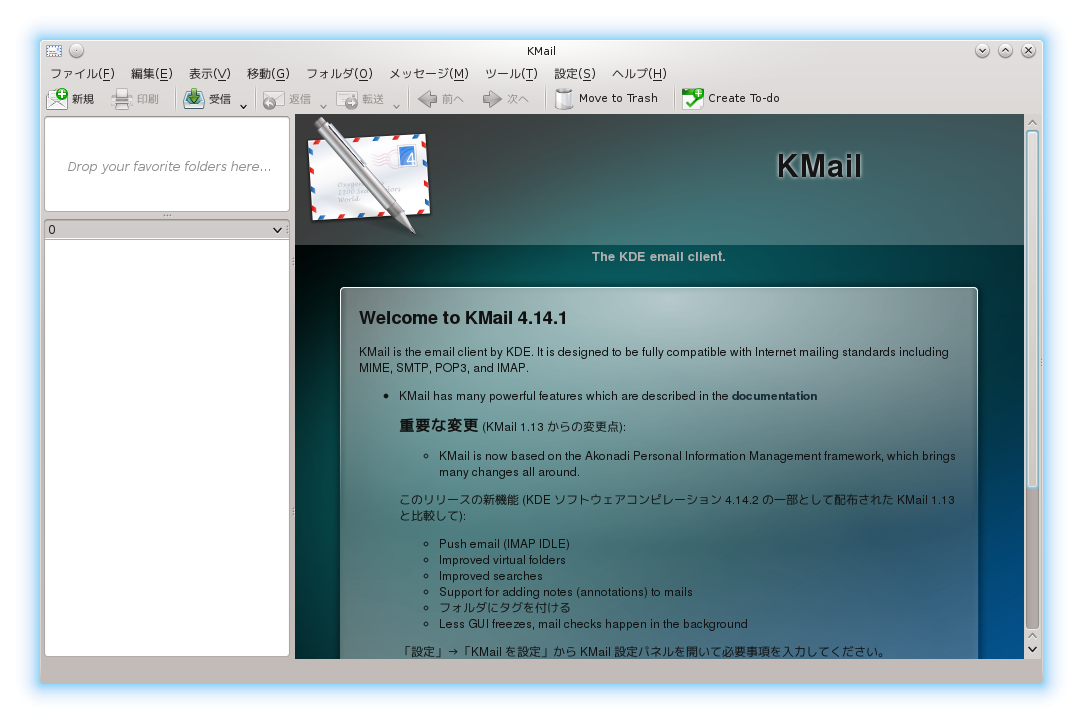 KMail
ファイル(F) 編集(E) 表示(V) 移動(G) フォルダ(O) メッセージ(M) ツール(T) 設定(S) ヘルプ(H)
新規 印刷 受信 返信 転送 前へ 次へ Move to Trash Create To-do
Drop your favorite folders here...
0
4
KMail
The KDE email client.
Welcome to KMail 4.14.1
KMail is the email client by KDE. It is designed to be fully compatible with Internet mailing standards including
MIME, SMTP, POP3, and IMAP.
• KMail has many powerful features which are described in the documentation
重要な変更 (KMail 1.13 からの変更点):
◦ KMail is now based on the Akonadi Personal Information Management framework, which brings
many changes all around.
このリリースの新機能 (KDE ソフトウェアコンピレーション 4.14.2 の一部として配布された KMail 1.13
と比較して):
◦ Push email (IMAP IDLE)
◦ Improved virtual folders
◦ Improved searches
◦ Support for adding notes (annotations) to mails
◦ フォルダにタグを付ける
◦ Less GUI freezes, mail checks happen in the background
「設定」→「KMail を設定」から KMail 設定パネルを開いて必要事項を入力してください。